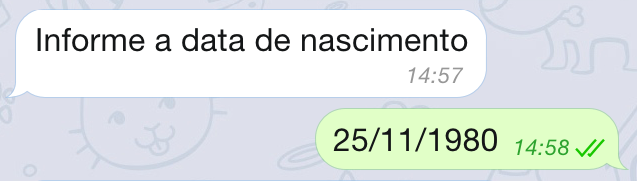 Informe a data de nascimento
14:57
25/11/1980 14:58